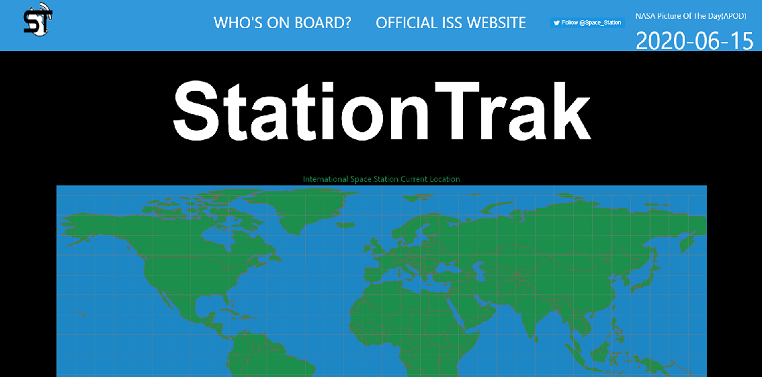 ST
WHO'S ON BOARD?
OFFICIAL ISS WEBSITE
Follow @Space_Station
NASA Picture Of The Day(APOD)
2020-06-15
StationTrak
International Space Station Current Location